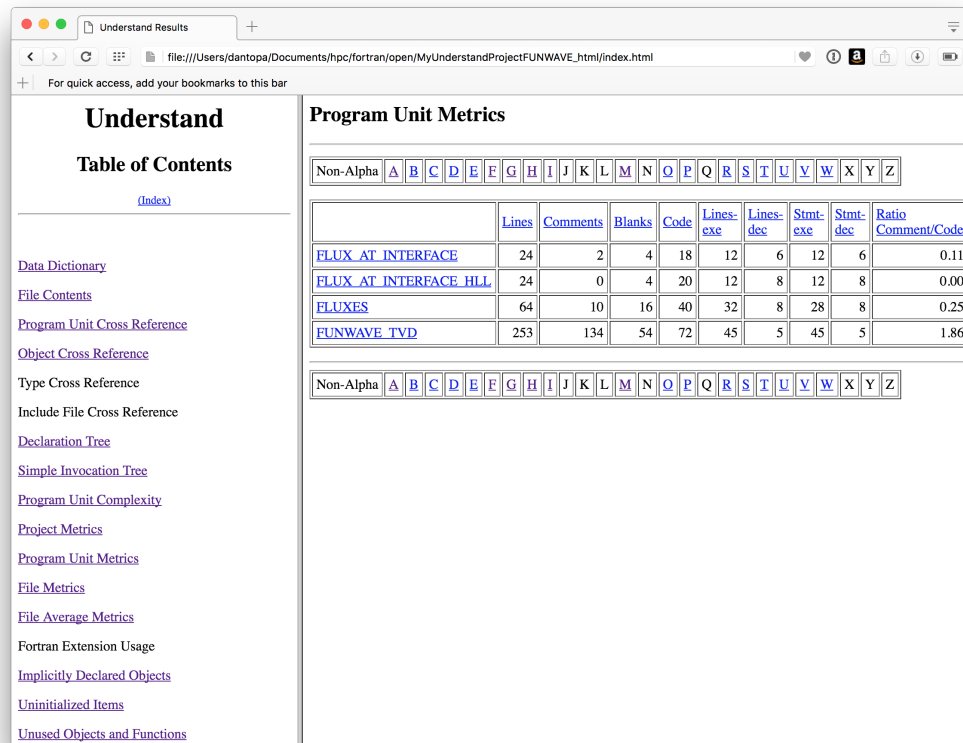 Understand Results
file:///Users/dantopa/Documents/hpc/fortran/open/MyUnderstandProjectFUNWAVE_html/index.html
For quick access, add your bookmarks to this bar
Understand
Table of Contents
(Index)
Data Dictionary
File Contents
Program Unit Cross Reference
Object Cross Reference
Type Cross Reference
Include File Cross Reference
Declaration Tree
Simple Invocation Tree
Program Unit Complexity
Project Metrics
Program Unit Metrics
File Metrics
File Average Metrics
Fortran Extension Usage
Implicitly Declared Objects
Uninitialized Items
Unused Objects and Functions
Program Unit Metrics
Non-Alpha A B C D E F G H I J K L M N O P Q R S T U V W X Y Z
Lines Comments Blanks Code Lines-exe Lines-dec Stmt-exe Stmt-dec Ratio Comment/Code
FLUX_AT_INTERFACE 24 2 4 18 12 6 12 6 0.11
FLUX_AT_INTERFACE_HLL 24 0 4 20 12 8 12 8 0.00
FLUXES 64 10 16 40 32 8 28 8 0.25
FUNWAVE_TVD 253 134 54 72 45 5 45 5 1.86
Non-Alpha A B C D E F G H I J K L M N O P Q R S T U V W X Y Z